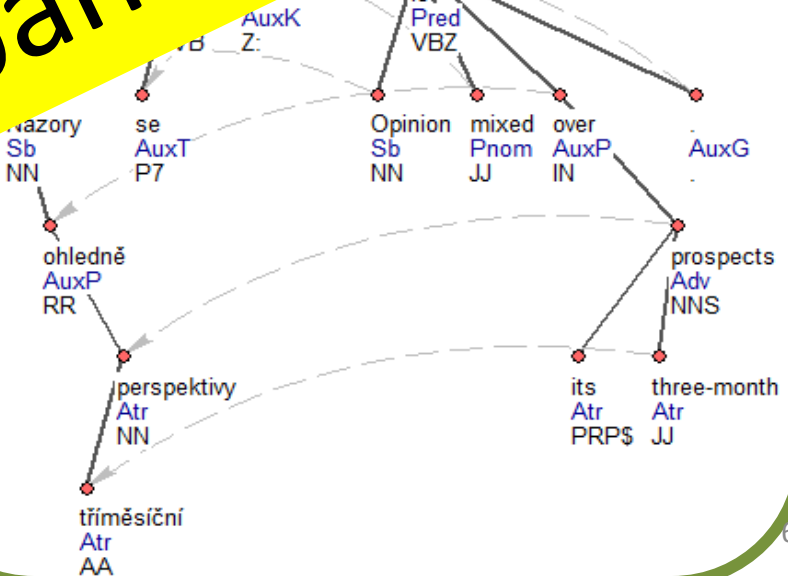 AuxK
Z:
VB
Pred
VBZ
Názory
Sb
NN
se
AuxT
P7
Opinion
Sb
NN
mixed
Pnom
JJ
over
AuxP
IN
.
AuxG
.
ohledně
AuxP
RR
prospects
Adv
NNS
perspektivy
Atr
NN
its
Atr
PRP$
three-month
Atr
JJ
tříměsíční
Atr
AA